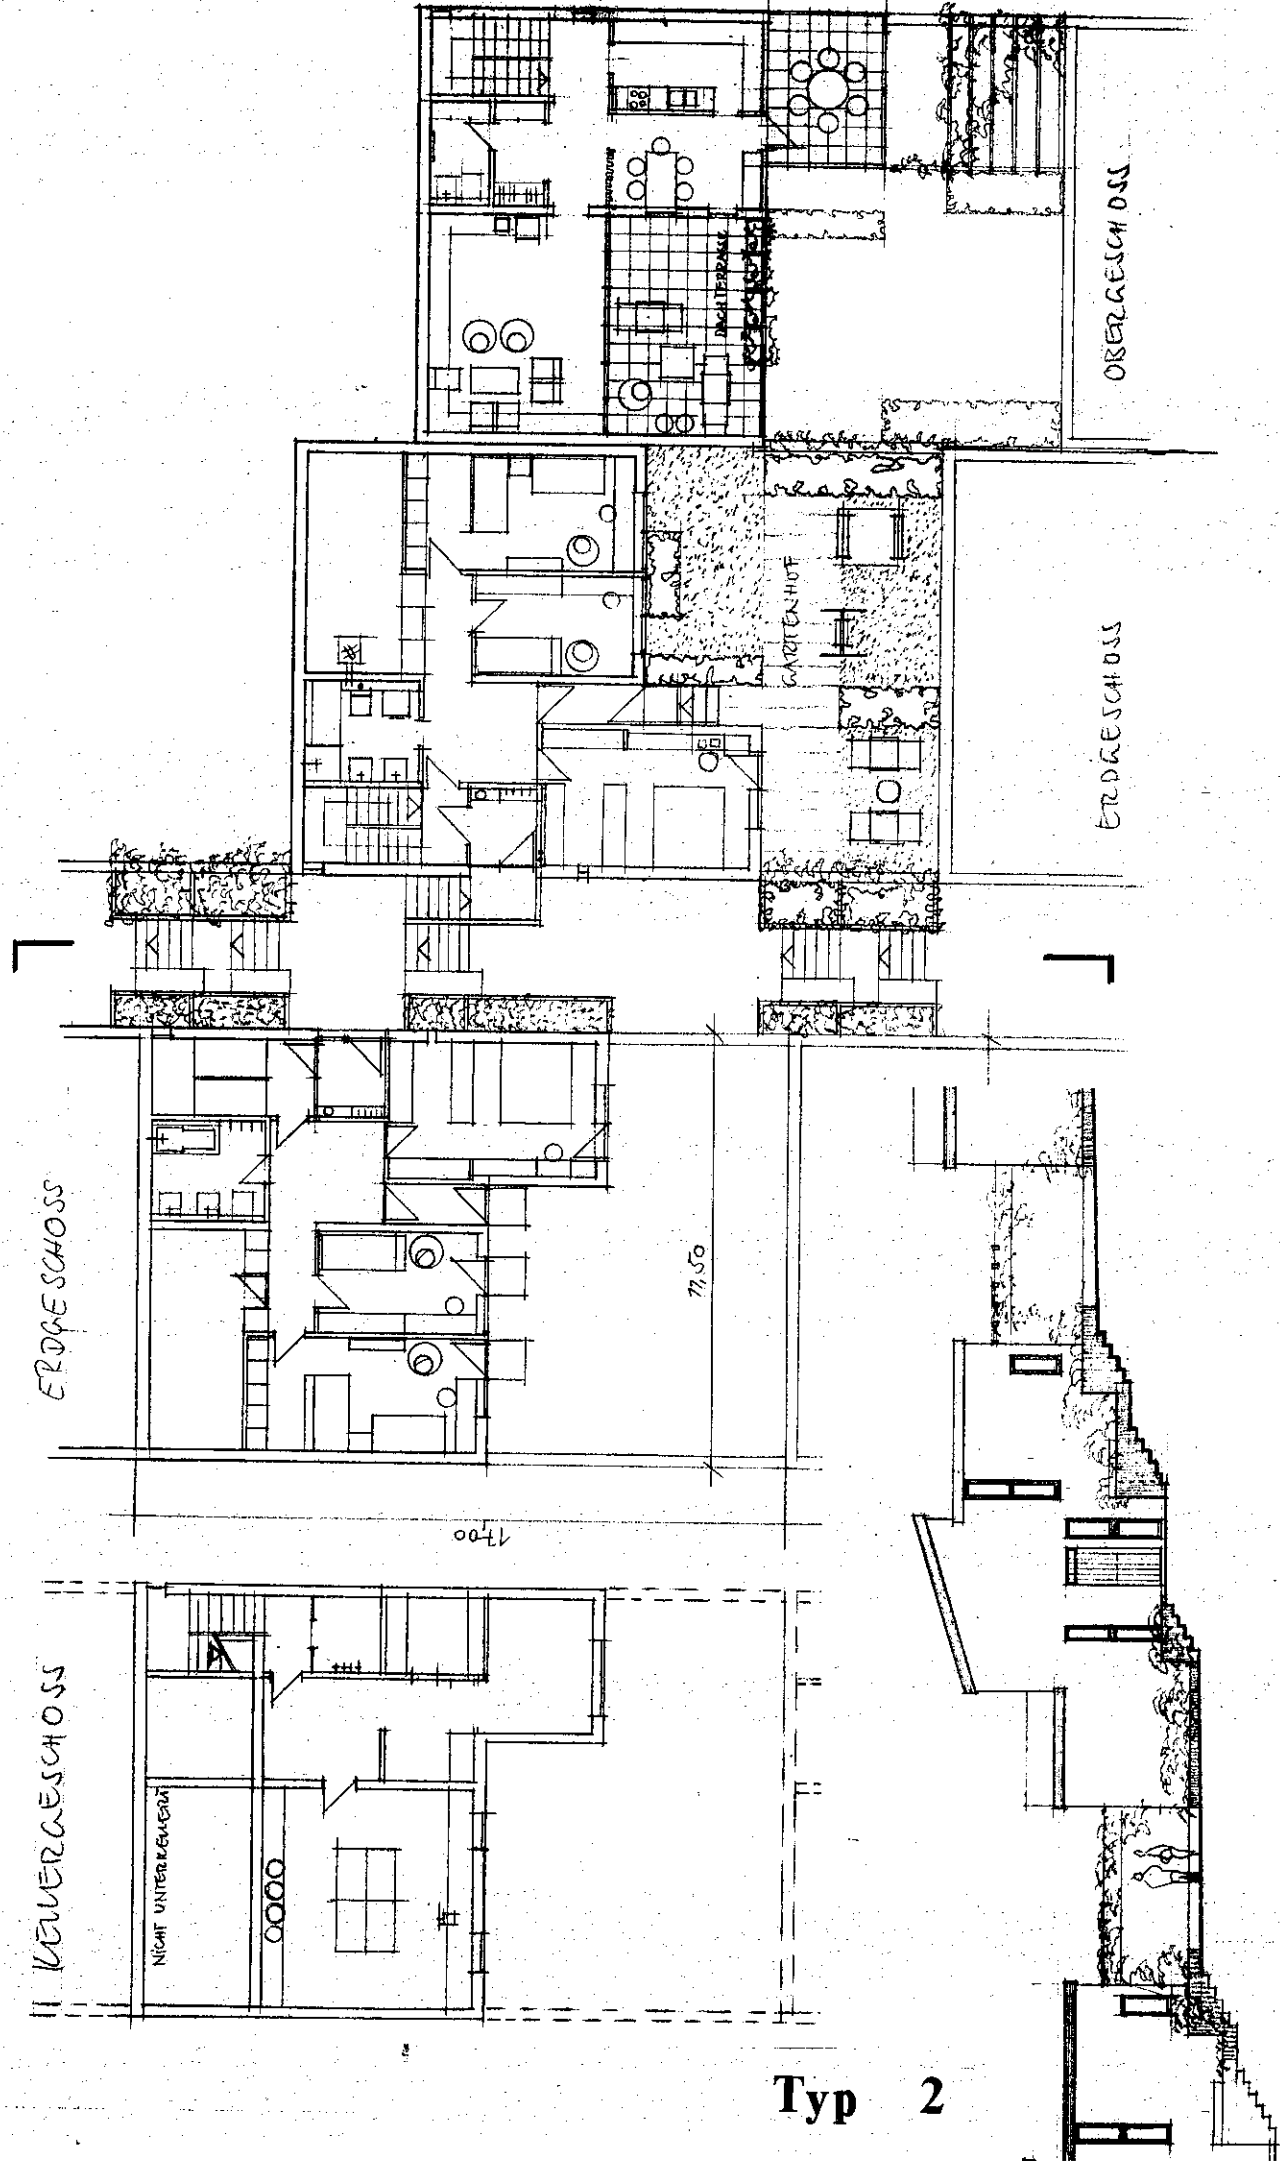 OBERGESCHOSS
DACHTERRASSE
GARTENHOF
ERDGESCHOSS
ERDGESCHOSS
11,50
17,00
KELLERGESCHOSS
NICHT UNTERKELLERT
Typ 2